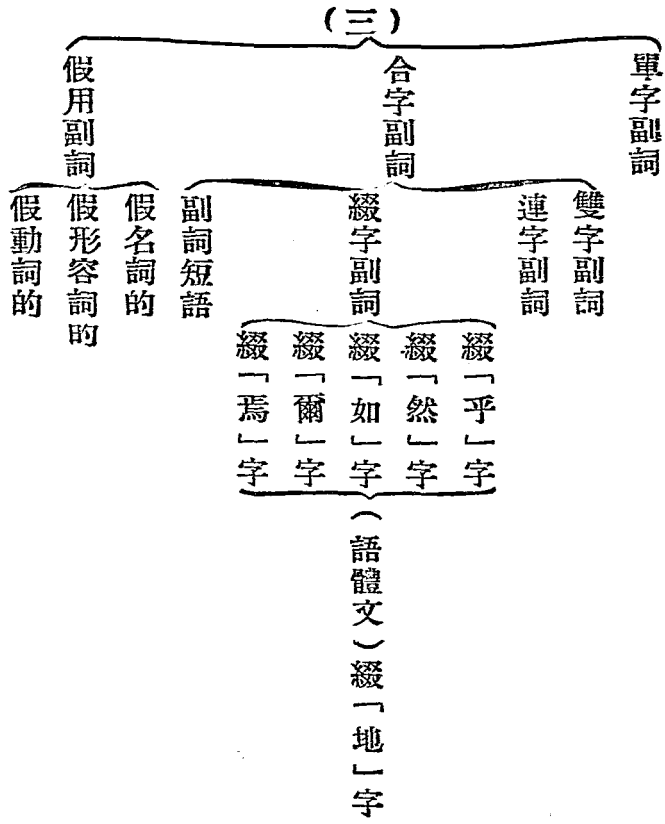 (三)
單字副詞
合字副詞
雙字副詞
連字副詞
綴字副詞
綴「乎」字
綴「然」字
綴「如」字
綴「爾」字
綴「焉」字
(語體文)綴「地」字
副詞短語
假用副詞
假名詞的
假形容詞的
假動詞的